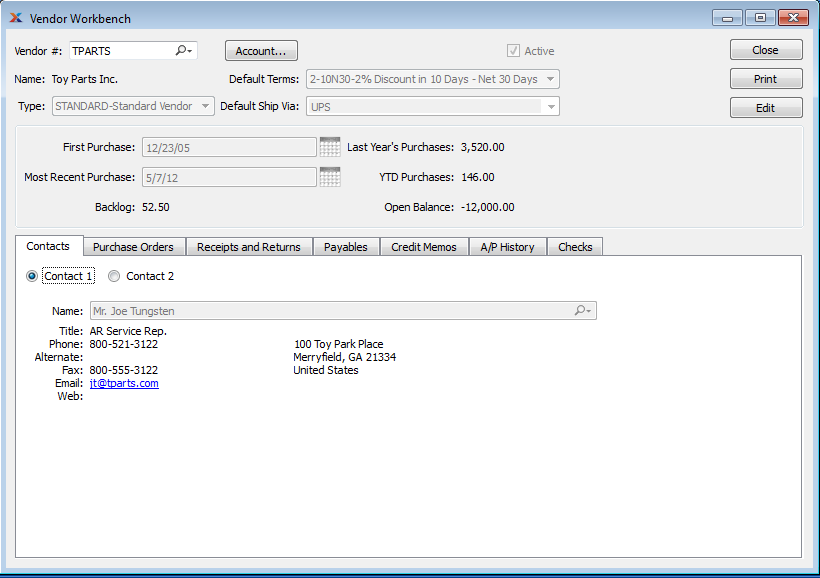 Vendor Workbench
Vendor #: TPARTS Account... Active Close
Name: Toy Parts Inc. Default Terms: 2-10N30-2% Discount in 10 Days - Net 30 Days Print
Type: STANDARD-Standard Vendor Default Ship Via: UPS Edit
First Purchase: 12/23/05 Last Year's Purchases: 3,520.00
Most Recent Purchase: 5/7/12 YTD Purchases: 146.00
Backlog: 52.50 Open Balance: -12,000.00
Contacts Purchase Orders Receipts and Returns Payables Credit Memos A/P History Checks
Contact 1 Contact 2
Name: Mr. Joe Tungsten
Title: AR Service Rep.
Phone: 800-521-3122 100 Toy Park Place
Alternate: Merryfield, GA 21334
Fax: 800-555-3122 United States
Email: jt@tparts.com
Web: